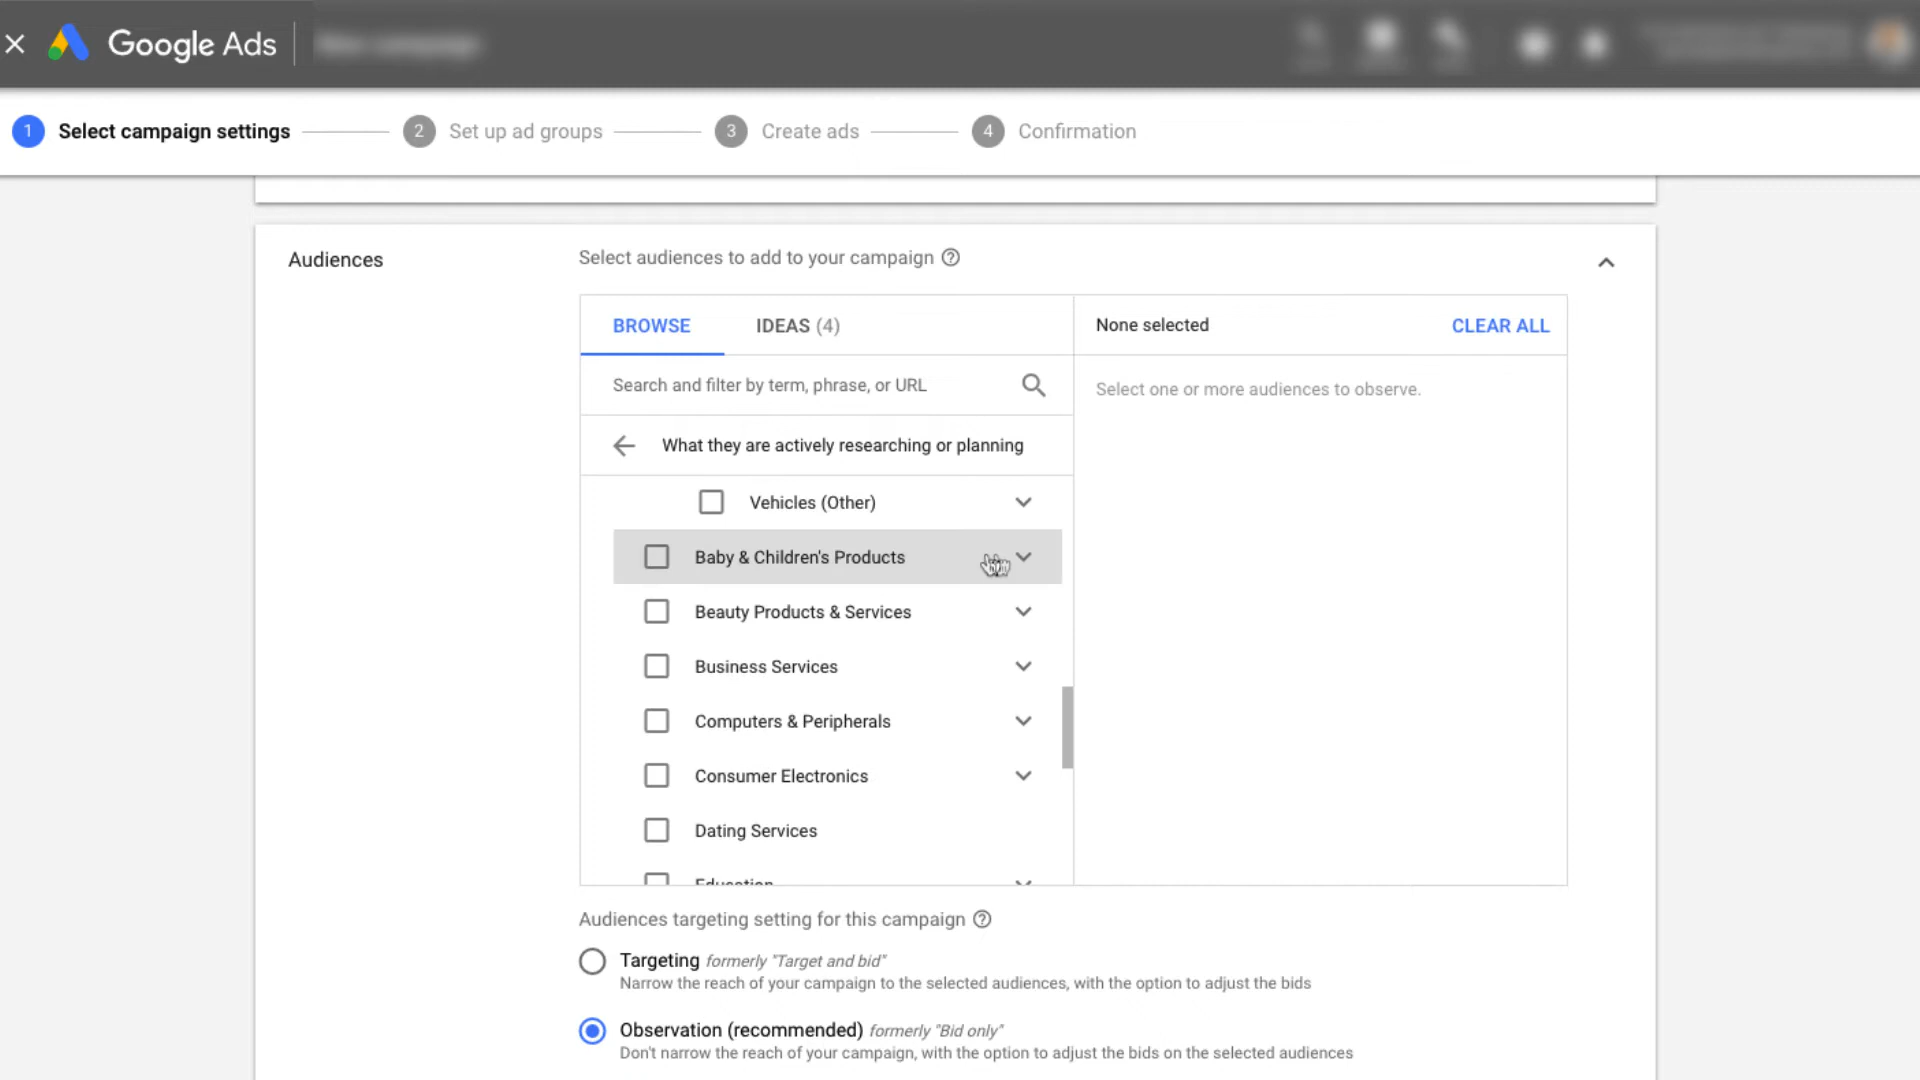 Google Ads
1 Select campaign settings 2 Set up ad groups 3 Create ads 4 Confirmation
Audiences
Select audiences to add to your campaign ?
BROWSE IDEAS (4)
None selected CLEAR ALL
Search and filter by term, phrase, or URL
Select one or more audiences to observe.
What they are actively researching or planning
Vehicles (Other)
Baby & Children's Products
Beauty Products & Services
Business Services
Computers & Peripherals
Consumer Electronics
Dating Services
Education
Audiences targeting setting for this campaign ?
Targeting formerly "Target and bid"
Narrow the reach of your campaign to the selected audiences, with the option to adjust the bids
Observation (recommended) formerly "Bid only"
Don't narrow the reach of your campaign, with the option to adjust the bids on the selected audiences